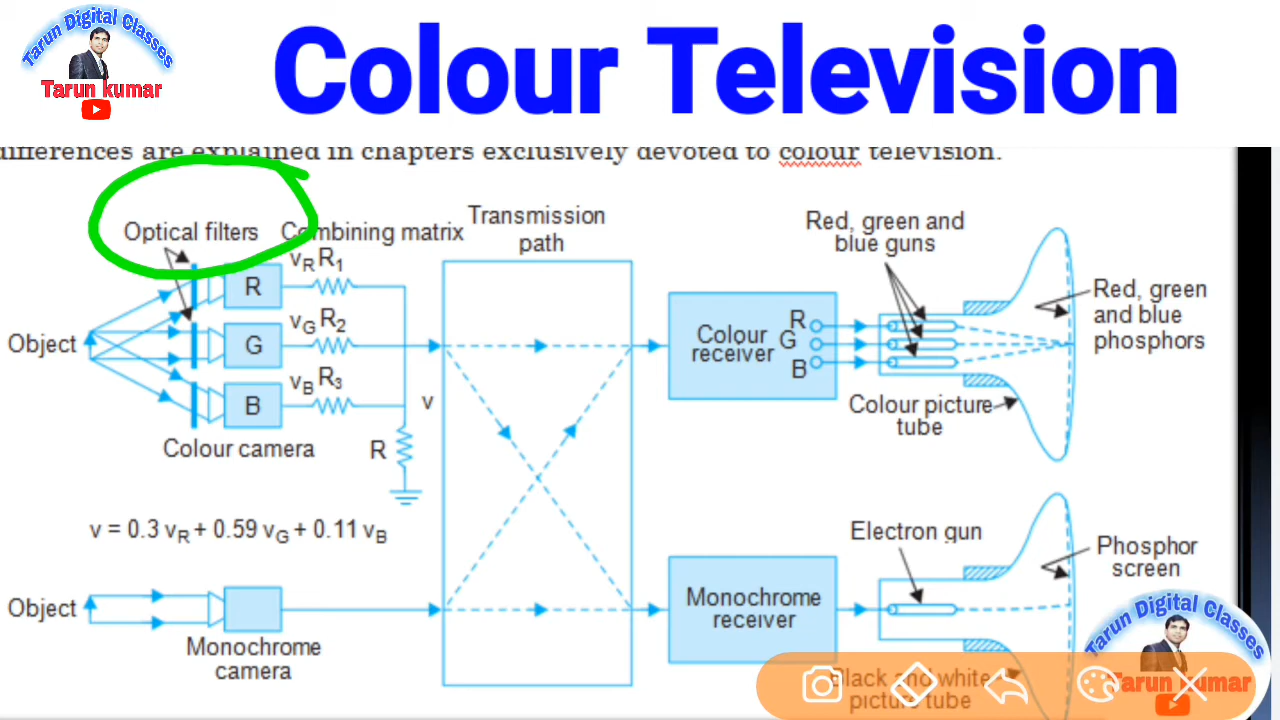 Tarun Digital Classes
Tarun kumar
Colour Television
differences are explained in chapters exclusively devoted to colour television.
Optical filters
Combining matrix
Transmission
path
Red, green and
blue guns
vR R1
R
Object
vG R2
G
vB R3
B
v
Colour camera
R
Colour
receiver
R
G
B
Red, green
and blue
phosphors
Colour picture
tube
v = 0.3 vR + 0.59 vG + 0.11 vB
Object
Monochrome
camera
Monochrome
receiver
Electron gun
Phosphor
screen
Black and white
picture tube
Tarun Digital Classes
Tarun kumar